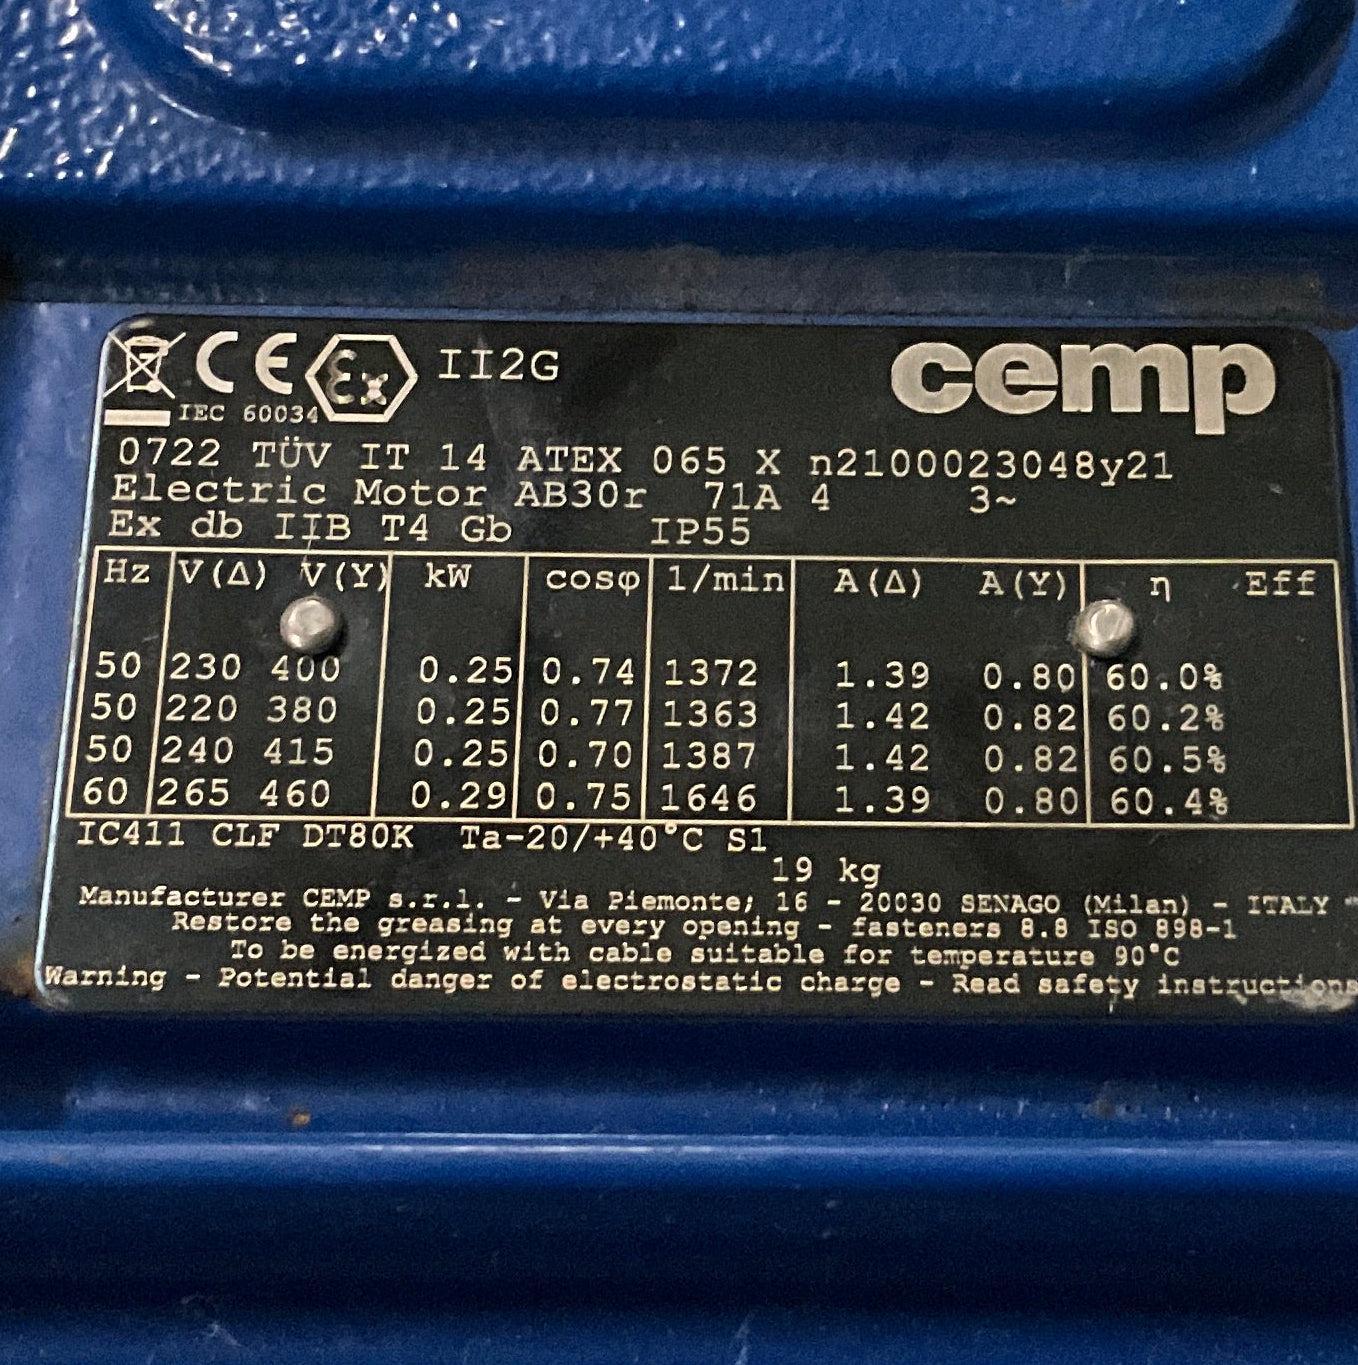 CE Ex II2G cemp
IEC 60034
0722 TÜV IT 14 ATEX 065 X n2100023048y21
Electric Motor AB30r 71A 4 3~
Ex db IIB T4 Gb IP55
Hz V(Δ) V(Y) kW cosφ 1/min A(Δ) A(Y) η Eff
50 230 400 0.25 0.74 1372 1.39 0.80 60.0%
50 220 380 0.25 0.77 1363 1.42 0.82 60.2%
50 240 415 0.25 0.70 1387 1.42 0.82 60.5%
60 265 460 0.29 0.75 1646 1.39 0.80 60.4%
IC411 CLF DT80K Ta-20/+40°C S1
19 kg
Manufacturer CEMP s.r.l. - Via Piemonte; 16 - 20030 SENAGO (Milan) - ITALY "
Restore the greasing at every opening - fasteners 8.8 ISO 898-1
To be energized with cable suitable for temperature 90°C
Warning - Potential danger of electrostatic charge - Read safety instructions